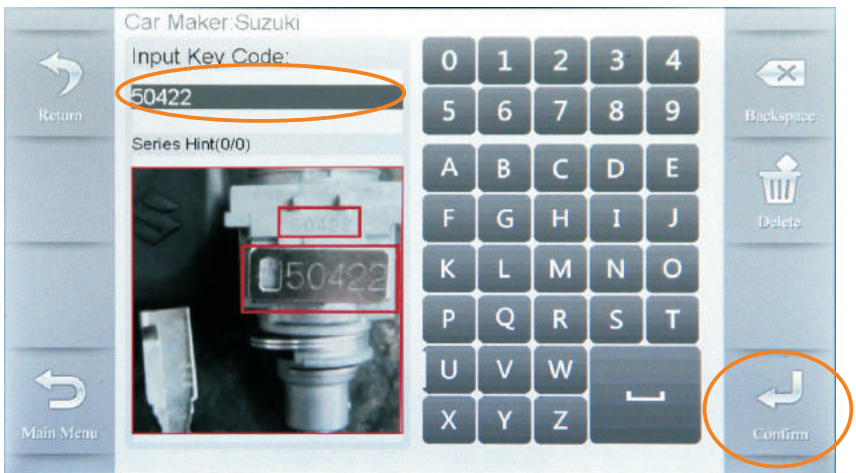 Car Maker:Suzuki
Input Key Code:
50422
Series Hint(0/0)
50422
50422
0 1 2 3 4
5 6 7 8 9
A B C D E
F G H I J
K L M N O
P Q R S T
U V W
X Y Z
Return
Main Menu
Backspace
Delete
Confirm